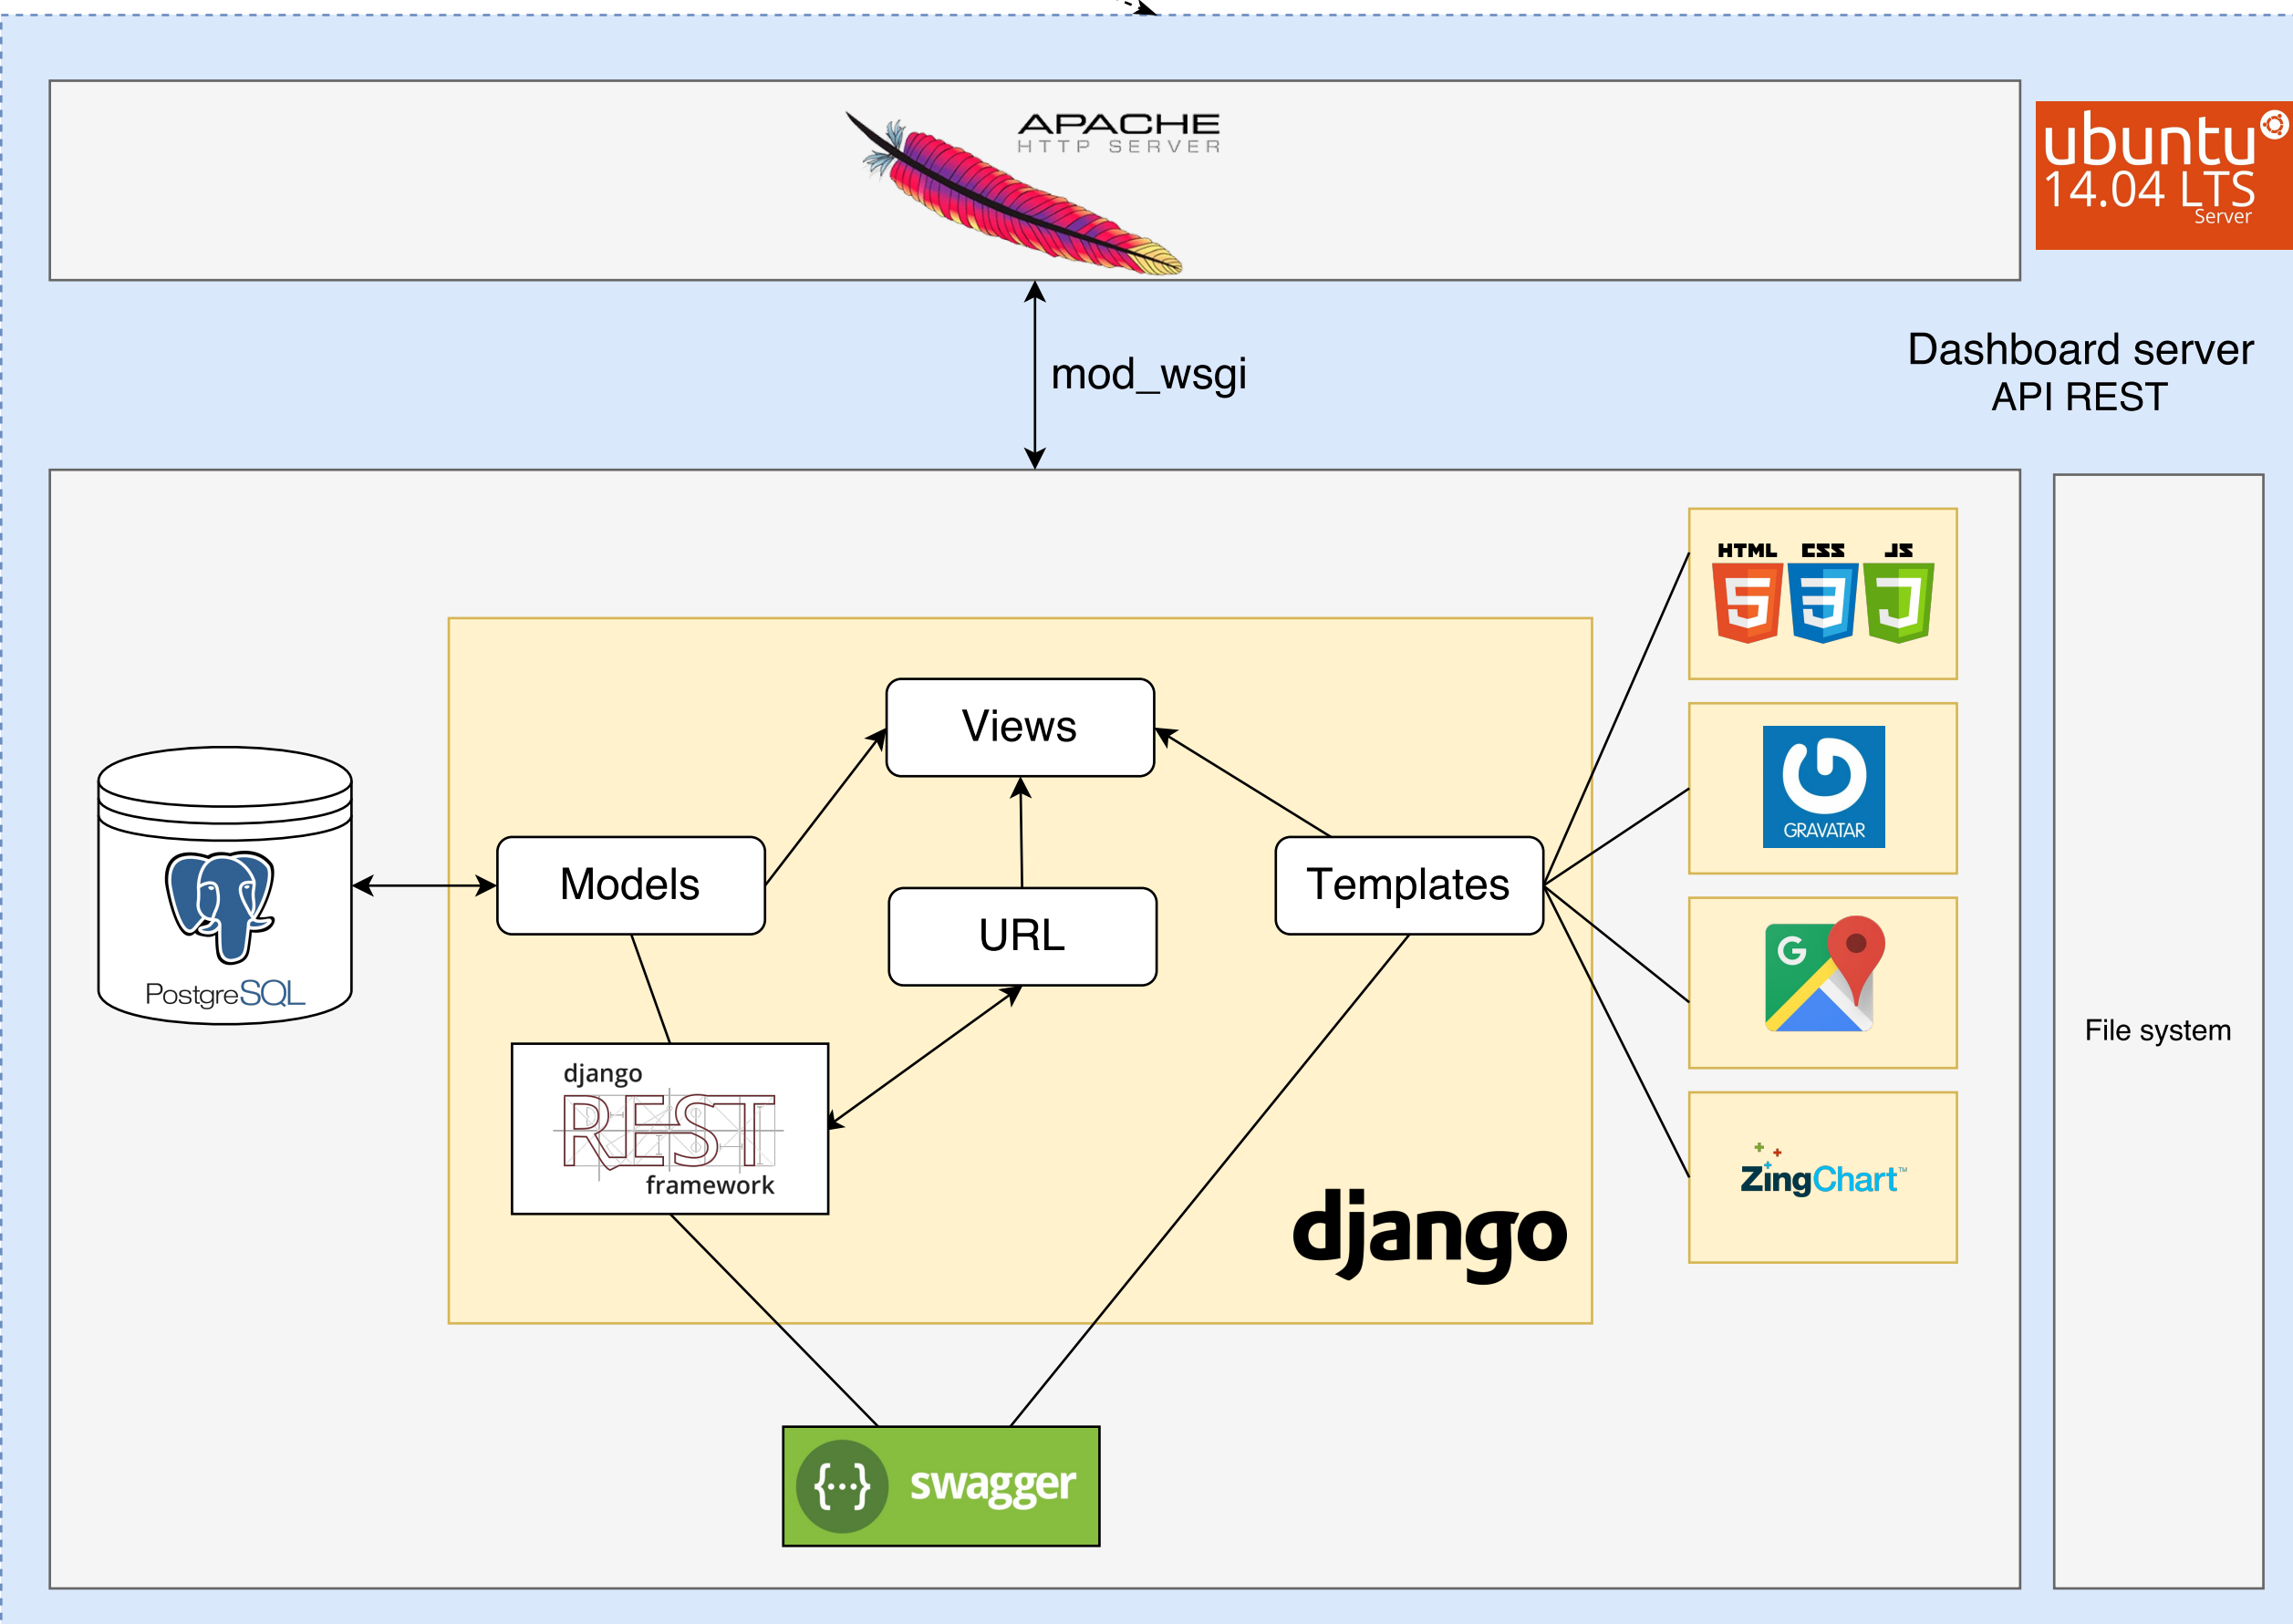 APACHE
HTTP SERVER
ubuntu
14.04 LTS
Server
mod_wsgi
Dashboard server
API REST
HTML CSS JS
Views
GRAVATAR
Models
Templates
URL
PostgreSQL
G
File system
django
REST
framework
ZingChart™
django
{...} swagger